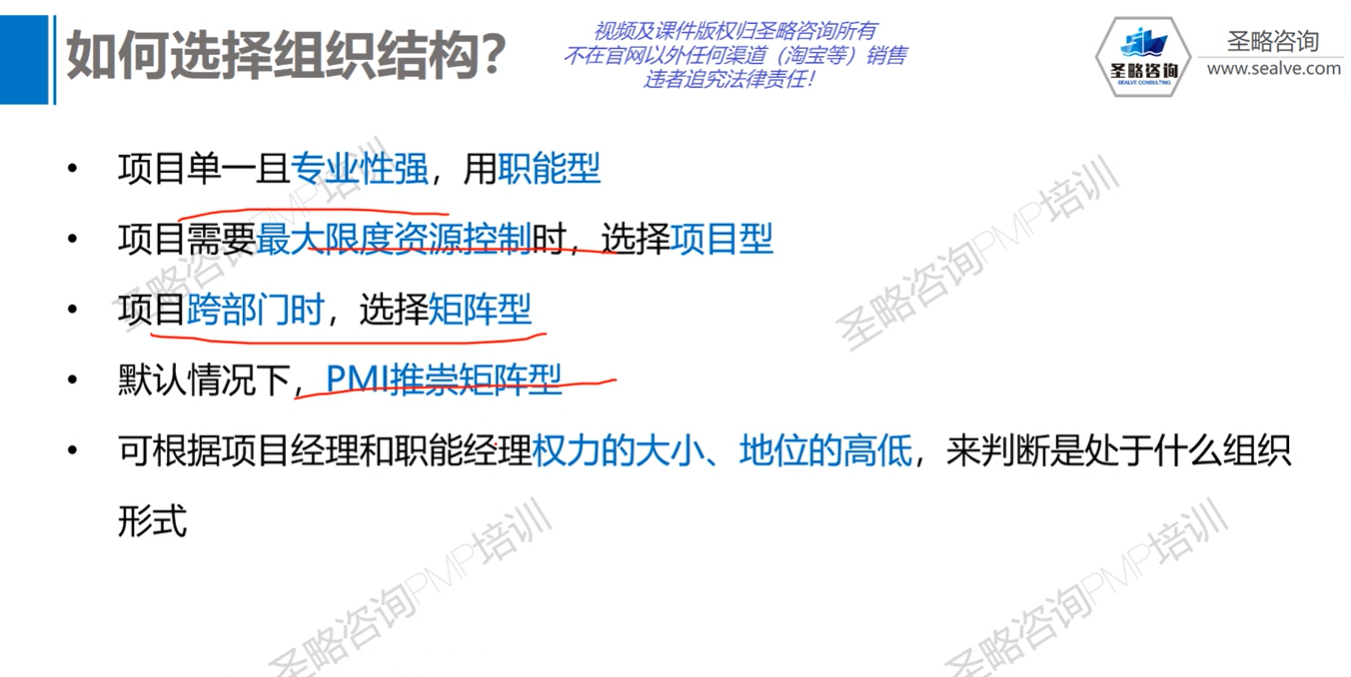 如何选择组织结构?
视频及课件版权归圣略咨询所有
不在官网以外任何渠道（淘宝等）销售
违者追究法律责任！
圣略咨询
SEALVE CONSULTING
圣略咨询
www.sealve.com
• 项目单一且专业性强，用职能型
• 项目需要最大限度资源控制时，选择项目型
• 项目跨部门时，选择矩阵型
• 默认情况下，PMI推崇矩阵型
• 可根据项目经理和职能经理权力的大小、地位的高低，来判断是处于什么组织
形式
圣略咨询PMP培训
圣略咨询PMP培训
圣略咨询PMP培训
圣略咨询PMP培训